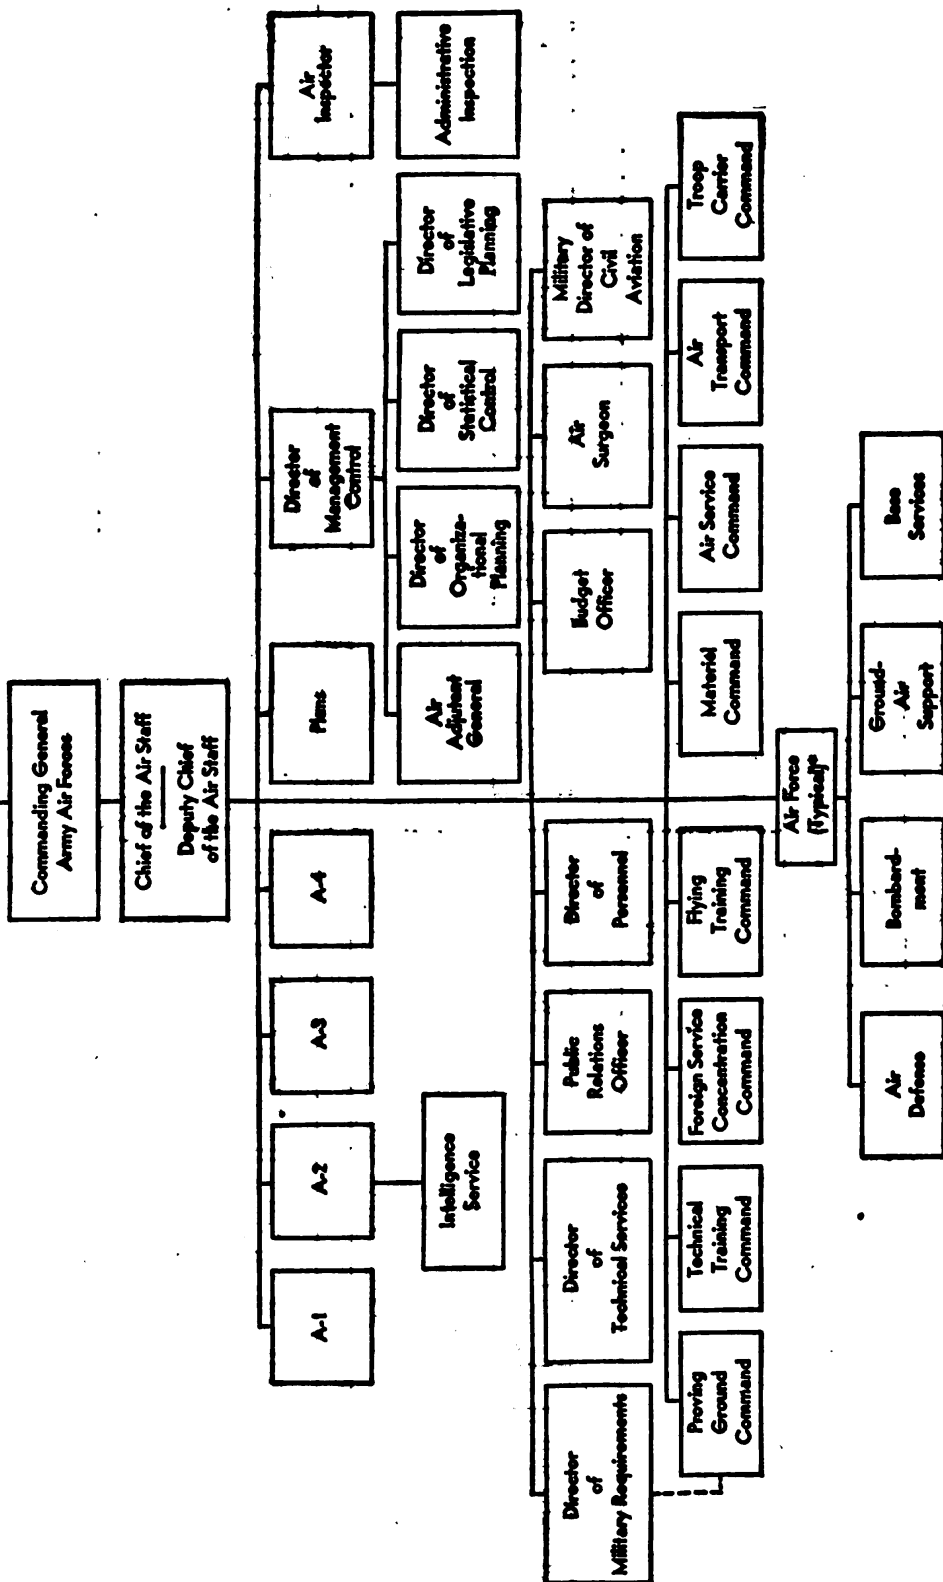 Commanding General
Army Air Forces
Chief of the Air Staff
Deputy Chief
of the Air Staff
A-1
A-2
A-3
A-4
Plans
Director
of
Management
Control
Air
Inspector
Intelligence
Service
Air
Adjutant
General
Director
of
Organiza-
tional
Planning
Director
of
Statistical
Control
Director
of
Legislative
Planning
Administrative
Inspection
Director
of
Military Requirements
Director
of
Technical Services
Public
Relations
Officer
Director
of
Personnel
Budget
Officer
Air
Surgeon
Military
Director of
Civil
Aviation
Proving
Ground
Command
Technical
Training
Command
Foreign Service
Concentration
Command
Flying
Training
Command
Materiel
Command
Air Service
Command
Air
Transport
Command
Troop
Carrier
Command
Air Force
(Typical)*
Air
Defense
Bombard-
ment
Ground-
Air
Support
Base
Services